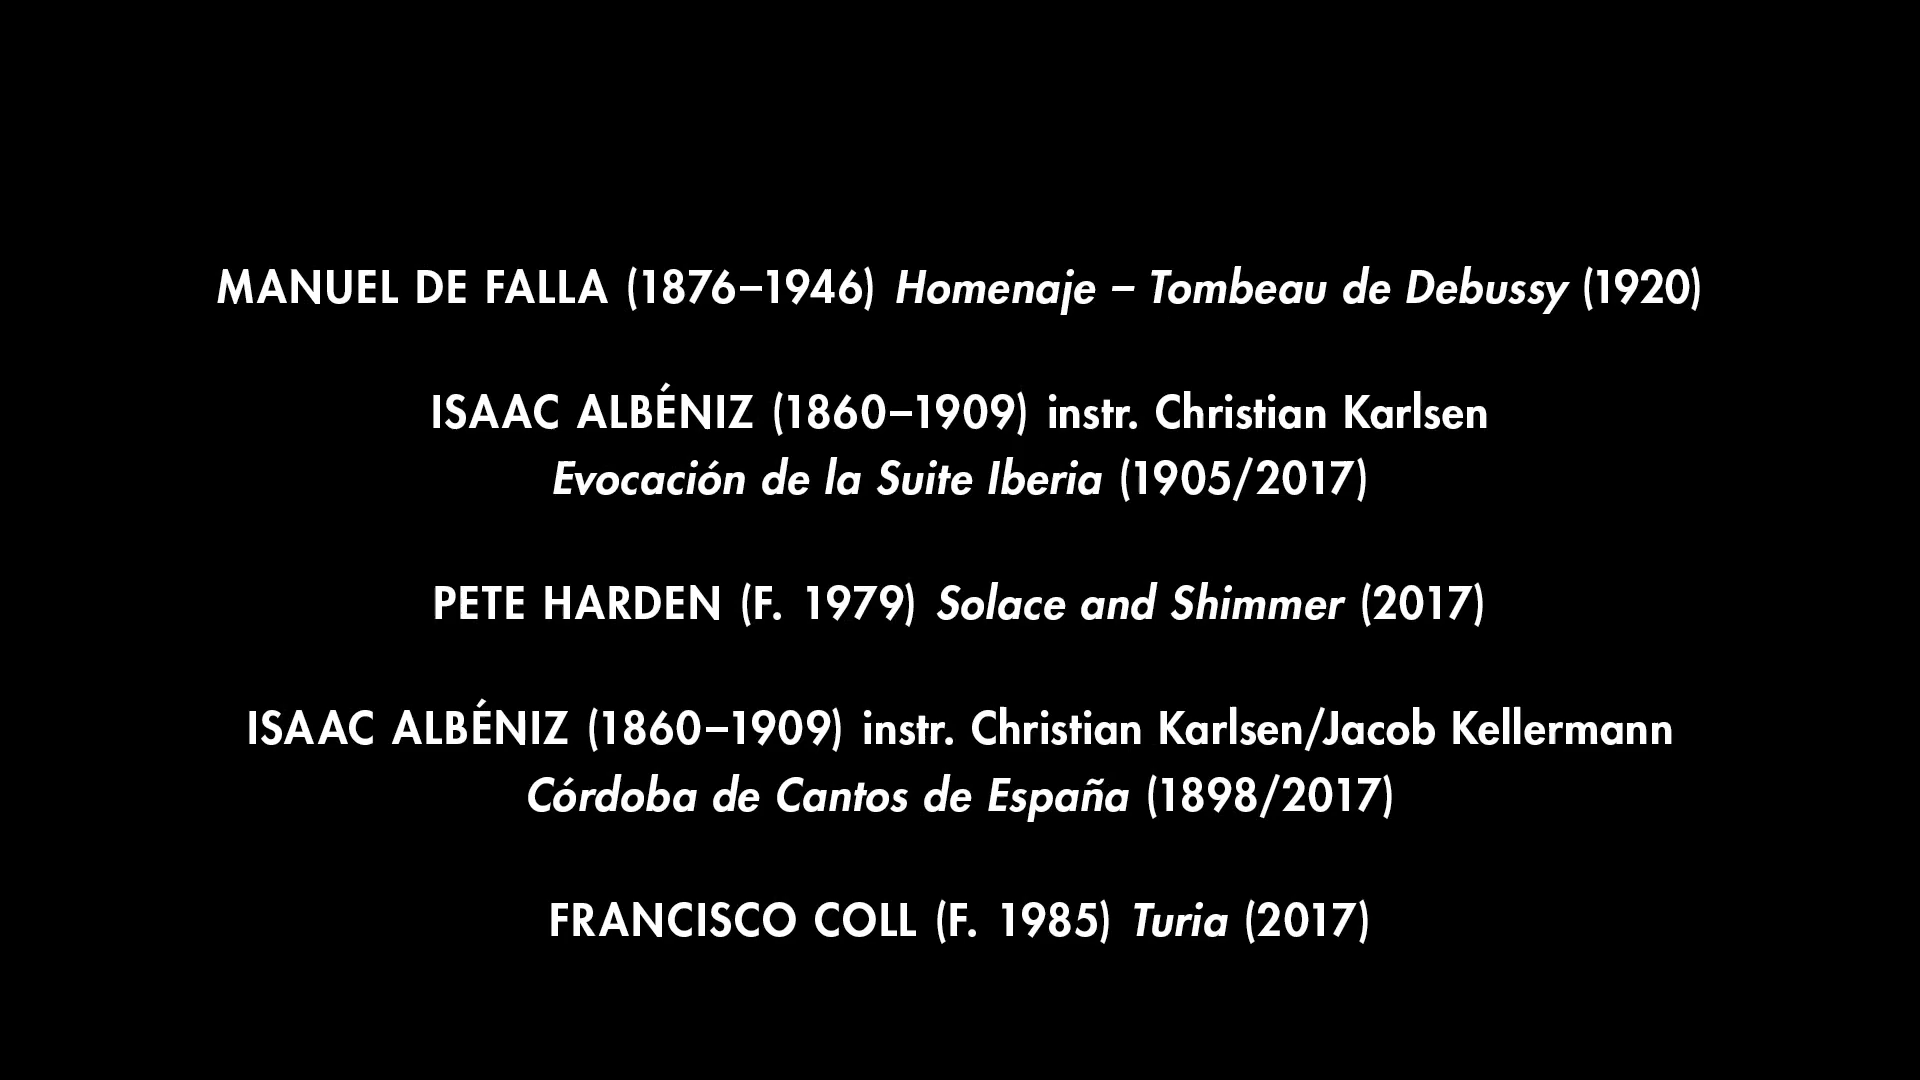 MANUEL DE FALLA (1876–1946) Homenaje – Tombeau de Debussy (1920)
ISAAC ALBÉNIZ (1860–1909) instr. Christian Karlsen
Evocación de la Suite Iberia (1905/2017)
PETE HARDEN (F. 1979) Solace and Shimmer (2017)
ISAAC ALBÉNIZ (1860–1909) instr. Christian Karlsen/Jacob Kellermann
Córdoba de Cantos de España (1898/2017)
FRANCISCO COLL (F. 1985) Turia (2017)